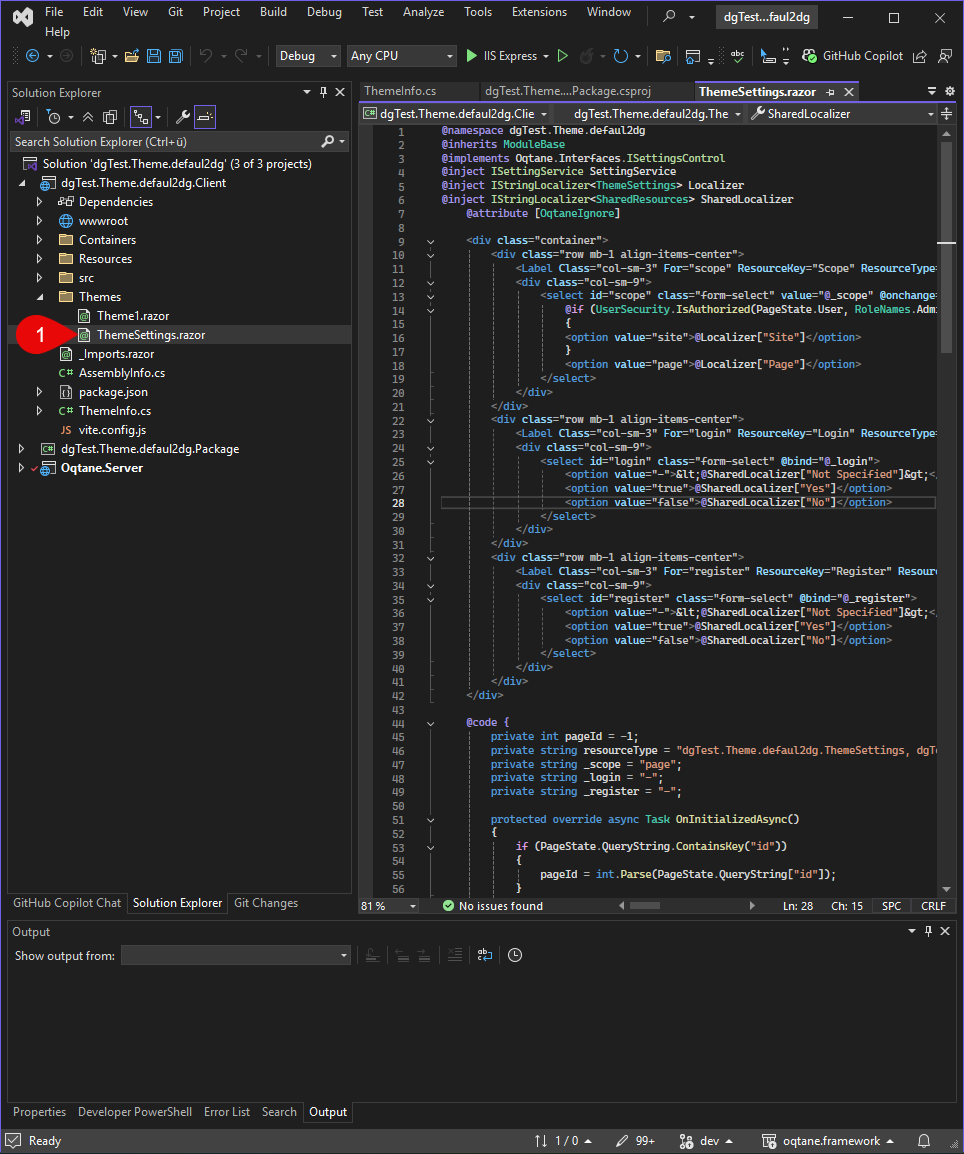 File Edit View Git Project Build Debug Test Analyze Tools Extensions Window
Help
dgTest...faul2dg
Debug Any CPU IIS Express GitHub Copilot
Solution Explorer
Search Solution Explorer (Ctrl+ü)
Solution 'dgTest.Theme.defaul2dg' (3 of 3 projects)
dgTest.Theme.defaul2dg.Client
Dependencies
wwwroot
Containers
Resources
src
Themes
Theme1.razor
1
ThemeSettings.razor
_Imports.razor
C# AssemblyInfo.cs
package.json
C# ThemeInfo.cs
JS vite.config.js
C# dgTest.Theme.defaul2dg.Package
Oqtane.Server
GitHub Copilot Chat Solution Explorer Git Changes
ThemeInfo.cs dgTest.Theme....Package.csproj ThemeSettings.razor
C# dgTest.Theme.defaul2dg.Clie dgTest.Theme.defaul2dg.The SharedLocalizer
1 @namespace dgTest.Theme.defaul2dg
2 @inherits ModuleBase
3 @implements Oqtane.Interfaces.ISettingsControl
4 @inject ISettingService SettingService
5 @inject IStringLocalizer<ThemeSettings> Localizer
6 @inject IStringLocalizer<SharedResources> SharedLocalizer
7 @attribute [OqtaneIgnore]
8
9 <div class="container">
10 <div class="row mb-1 align-items-center">
11 <Label Class="col-sm-3" For="scope" ResourceKey="Scope" ResourceType=
12 <div class="col-sm-9">
13 <select id="scope" class="form-select" value="@_scope" @onchange=
14 @if (UserSecurity.IsAuthorized(PageState.User, RoleNames.Admi
15 {
16 <option value="site">@Localizer["Site"]</option>
17 }
18 <option value="page">@Localizer["Page"]</option>
19 </select>
20 </div>
21 </div>
22 <div class="row mb-1 align-items-center">
23 <Label Class="col-sm-3" For="login" ResourceKey="Login" ResourceType=
24 <div class="col-sm-9">
25 <select id="login" class="form-select" @bind="@_login">
26 <option value="-">&lt;@SharedLocalizer["Not Specified"]&gt;<
27 <option value="true">@SharedLocalizer["Yes"]</option>
28 <option value="false">@SharedLocalizer["No"]</option>
29 </select>
30 </div>
31 </div>
32 <div class="row mb-1 align-items-center">
33 <Label Class="col-sm-3" For="register" ResourceKey="Register" Resour
34 <div class="col-sm-9">
35 <select id="register" class="form-select" @bind="@_register">
36 <option value="-">&lt;@SharedLocalizer["Not Specified"]&gt;<
37 <option value="true">@SharedLocalizer["Yes"]</option>
38 <option value="false">@SharedLocalizer["No"]</option>
39 </select>
40 </div>
41 </div>
42 </div>
43
44 @code {
45 private int pageId = -1;
46 private string resourceType = "dgTest.Theme.defaul2dg.ThemeSettings, dgTe
47 private string _scope = "page";
48 private string _login = "-";
49 private string _register = "-";
50
51 protected override async Task OnInitializedAsync()
52 {
53 if (PageState.QueryString.ContainsKey("id"))
54 {
55 pageId = int.Parse(PageState.QueryString["id"]);
56 }
81 % No issues found Ln: 28 Ch: 15 SPC CRLF
Output
Show output from:
Properties Developer PowerShell Error List Search Output
Ready 1 / 0 99+ dev oqtane.framework